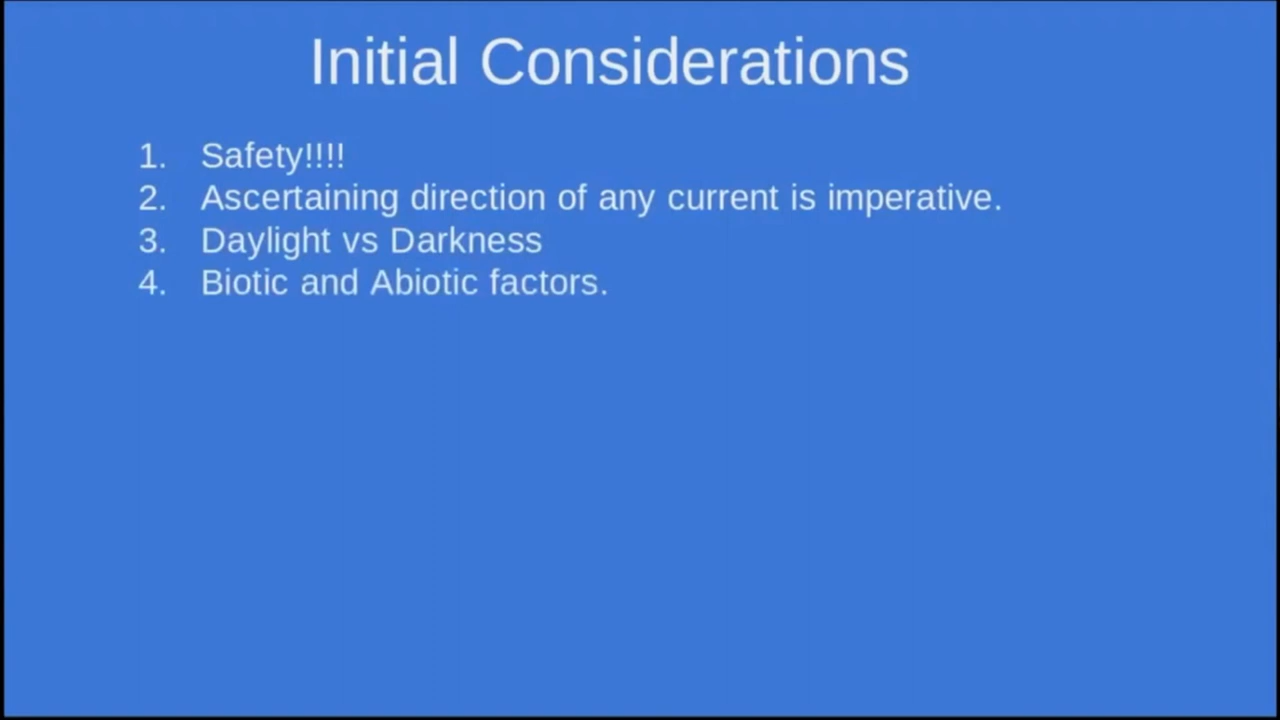 Initial Considerations
1. Safety!!!!
2. Ascertaining direction of any current is imperative.
3. Daylight vs Darkness
4. Biotic and Abiotic factors.